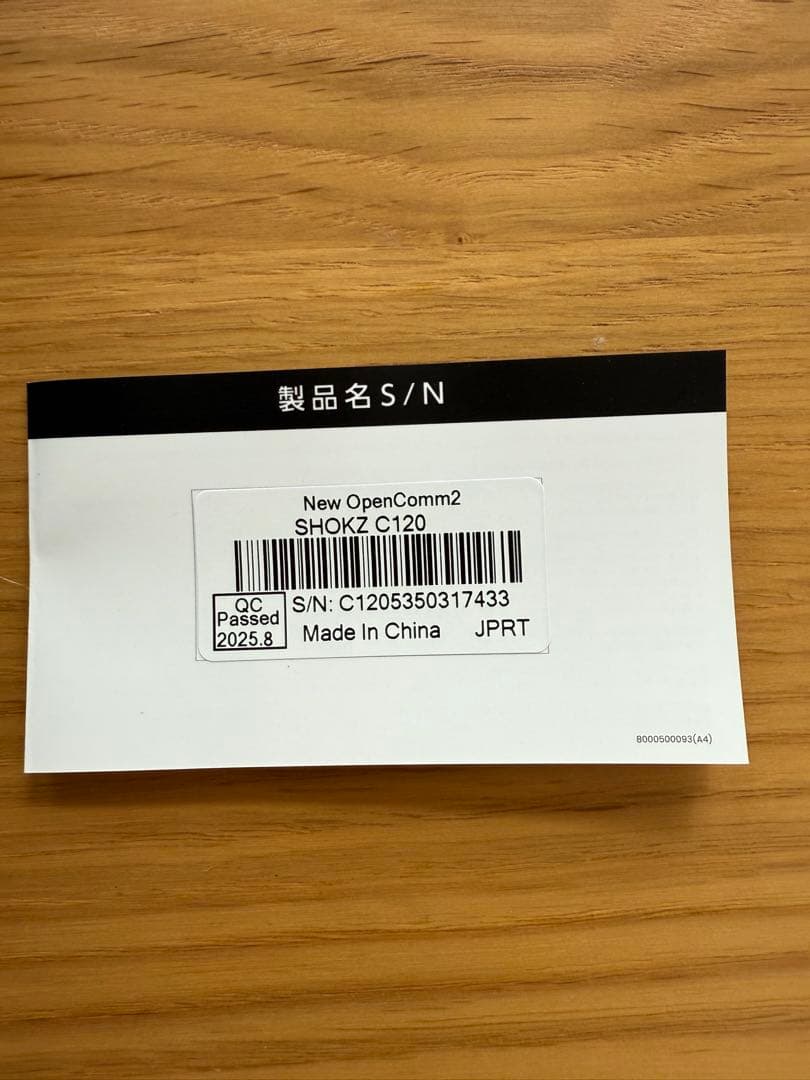 製品名S/N
New OpenComm2
SHOKZ C120
S/N: C1205350317433
QC
Passed
2025.8
Made In China
JPRT
8000500093(A4)